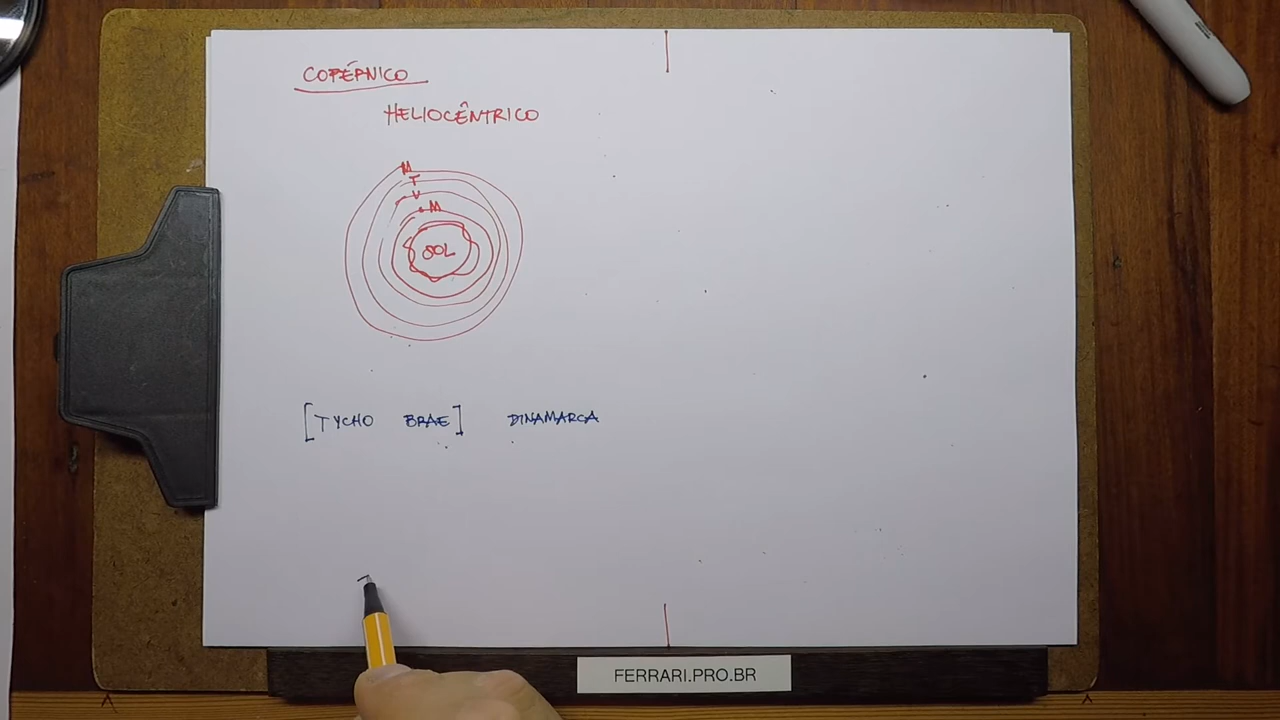 COPÉRNICO
HELIOCÊNTRICO
M
T
V
M
SOL
[TYCHO BRAE] DINAMARCA
FERRARI.PRO.BR